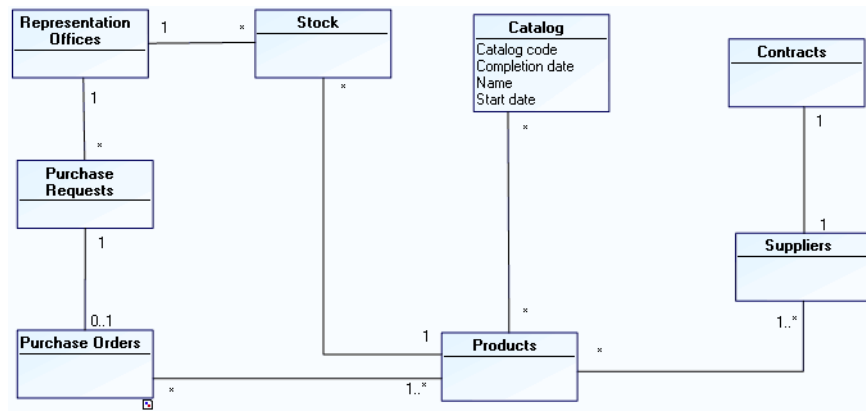 Representation
Offices
1
*
Stock
Catalog
Catalog code
Completion date
Name
Start date
Contracts
1
*
*
*
1
Purchase
Requests
1
1
Suppliers
0..1
*
1..*
Purchase Orders
1
Products
*
*
1..*